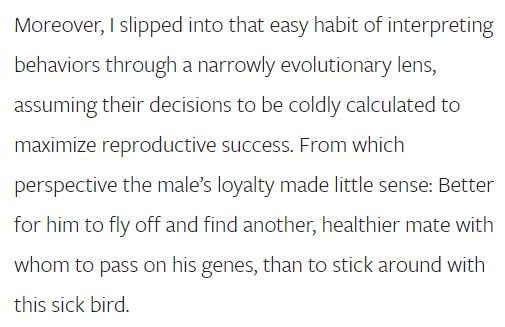 Moreover, I slipped into that easy habit of interpreting
behaviors through a narrowly evolutionary lens,
assuming their decisions to be coldly calculated to
maximize reproductive success. From which
perspective the male’s loyalty made little sense: Better
for him to fly off and find another, healthier mate with
whom to pass on his genes, than to stick around with
this sick bird.